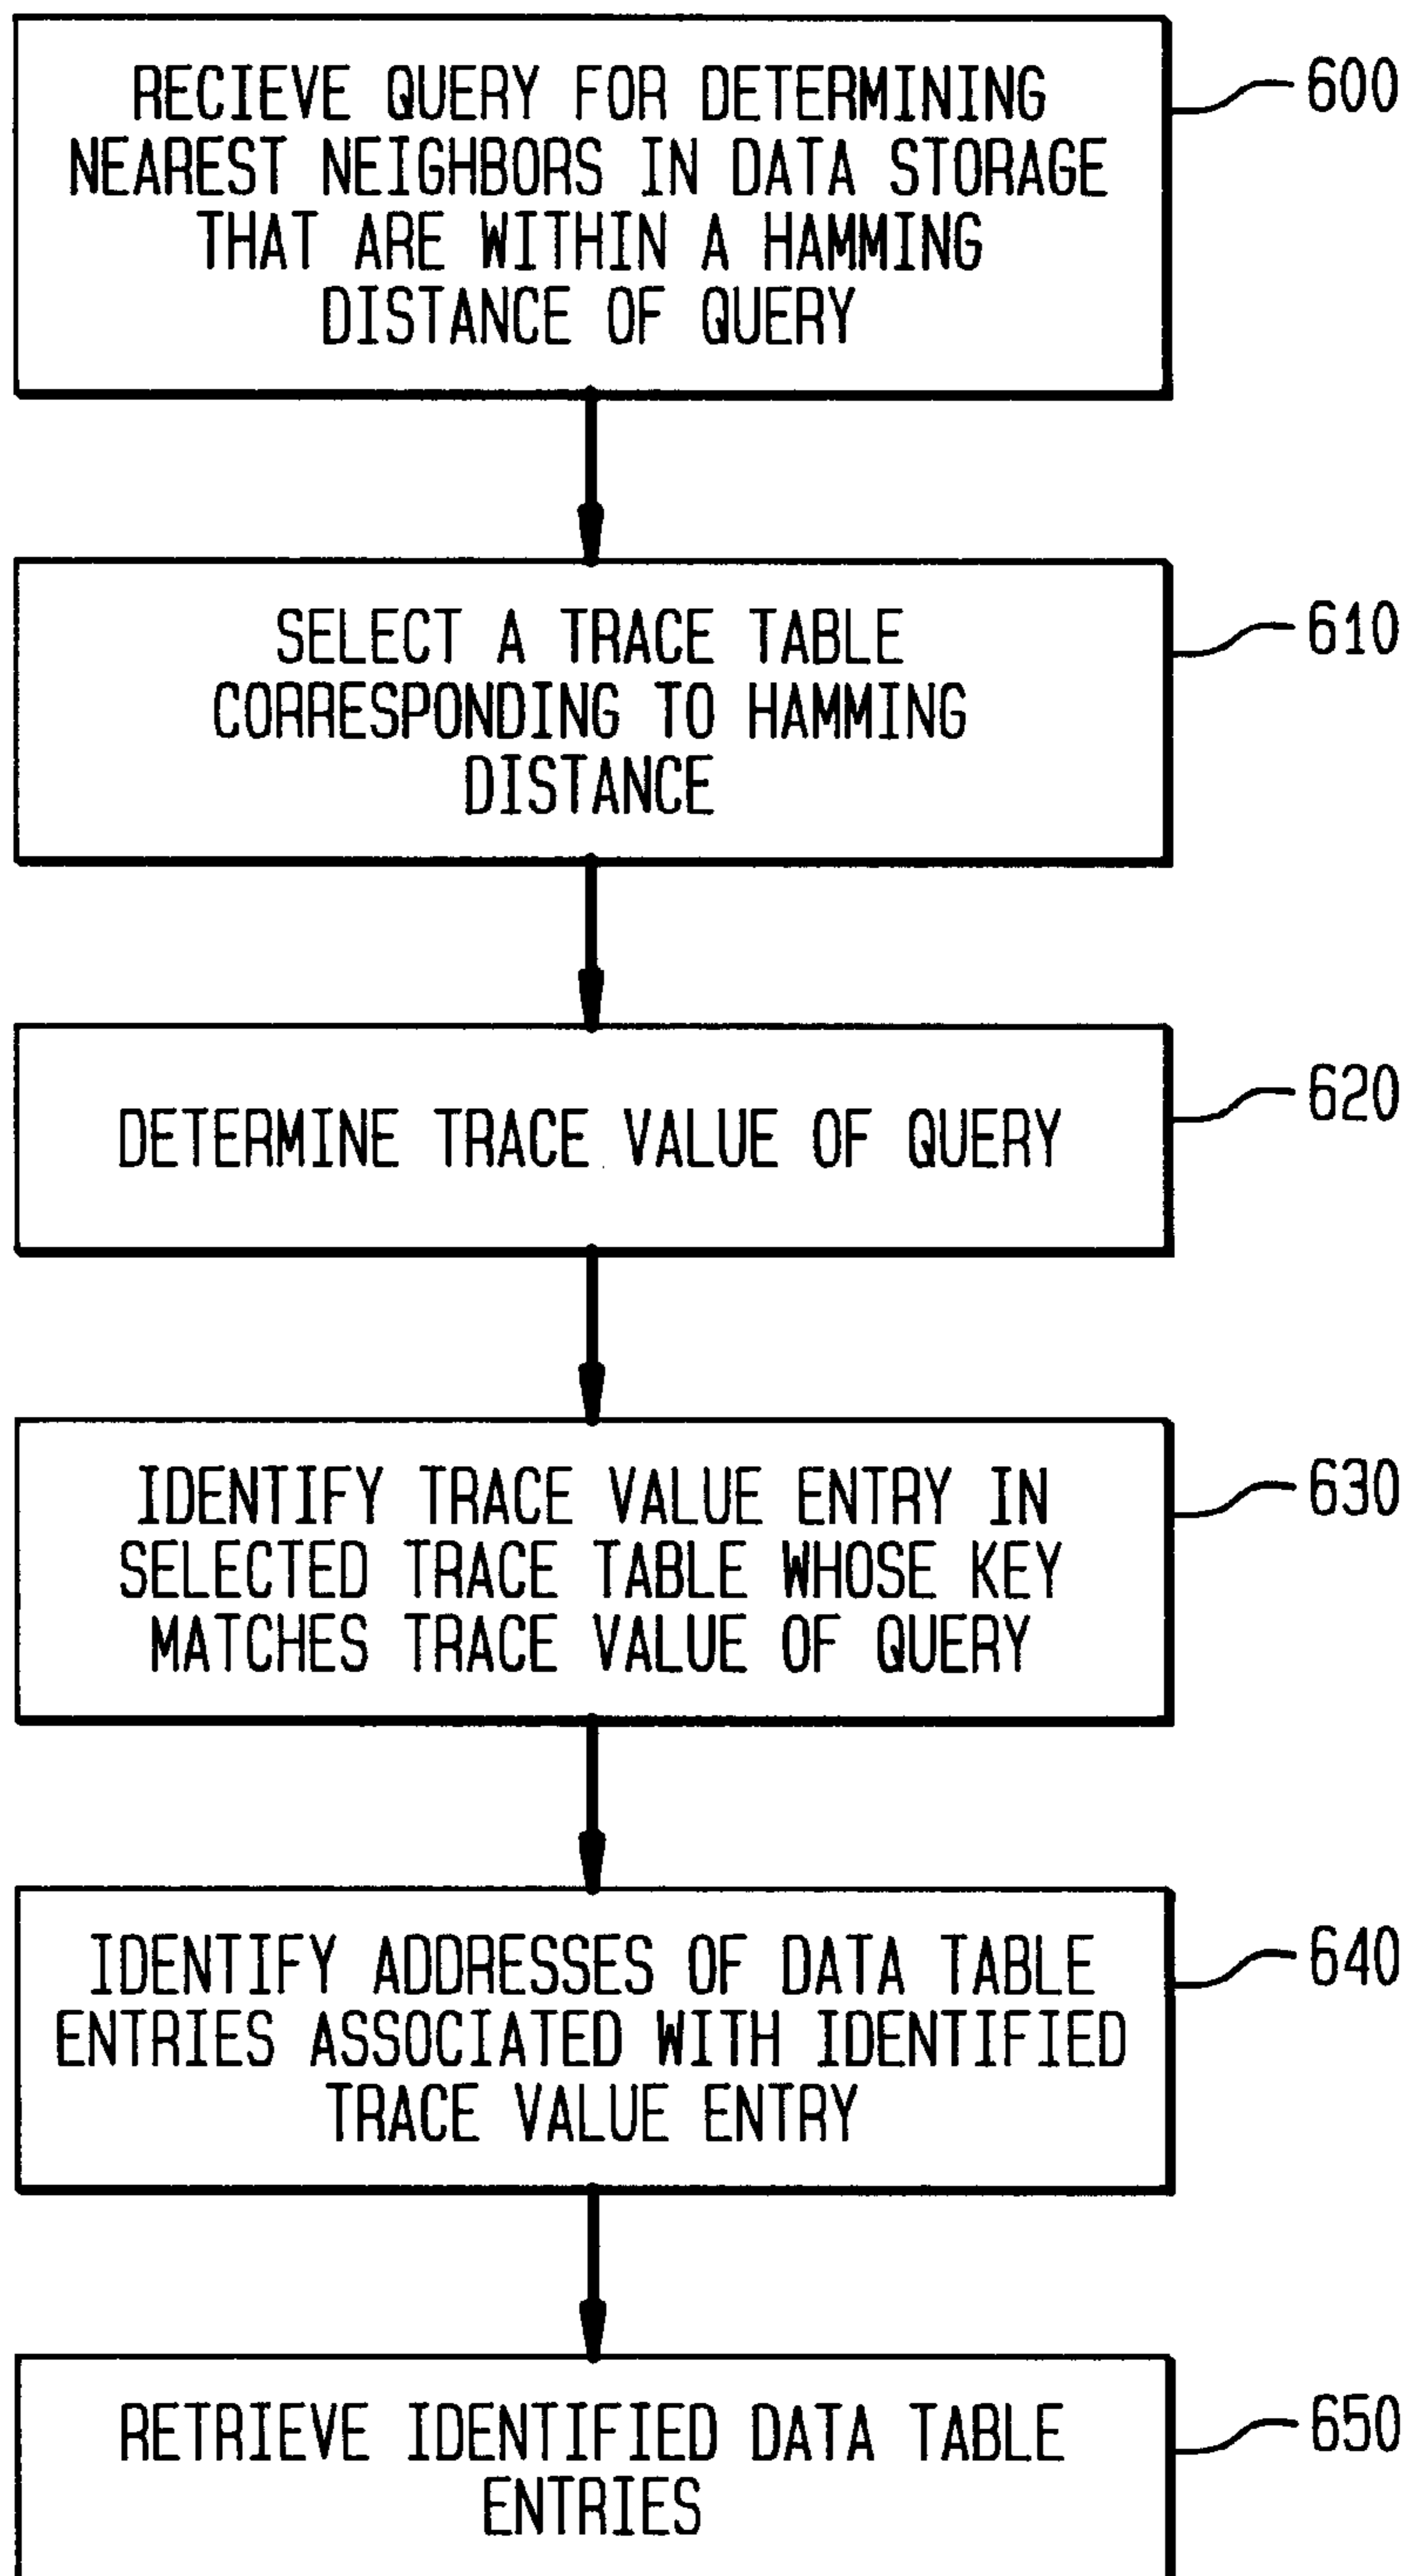 RECIEVE QUERY FOR DETERMINING
NEAREST NEIGHBORS IN DATA STORAGE
THAT ARE WITHIN A HAMMING
DISTANCE OF QUERY
600
SELECT A TRACE TABLE
CORRESPONDING TO HAMMING
DISTANCE
610
DETERMINE TRACE VALUE OF QUERY
620
IDENTIFY TRACE VALUE ENTRY IN
SELECTED TRACE TABLE WHOSE KEY
MATCHES TRACE VALUE OF QUERY
630
IDENTIFY ADDRESSES OF DATA TABLE
ENTRIES ASSOCIATED WITH IDENTIFIED
TRACE VALUE ENTRY
640
RETRIEVE IDENTIFIED DATA TABLE
ENTRIES
650